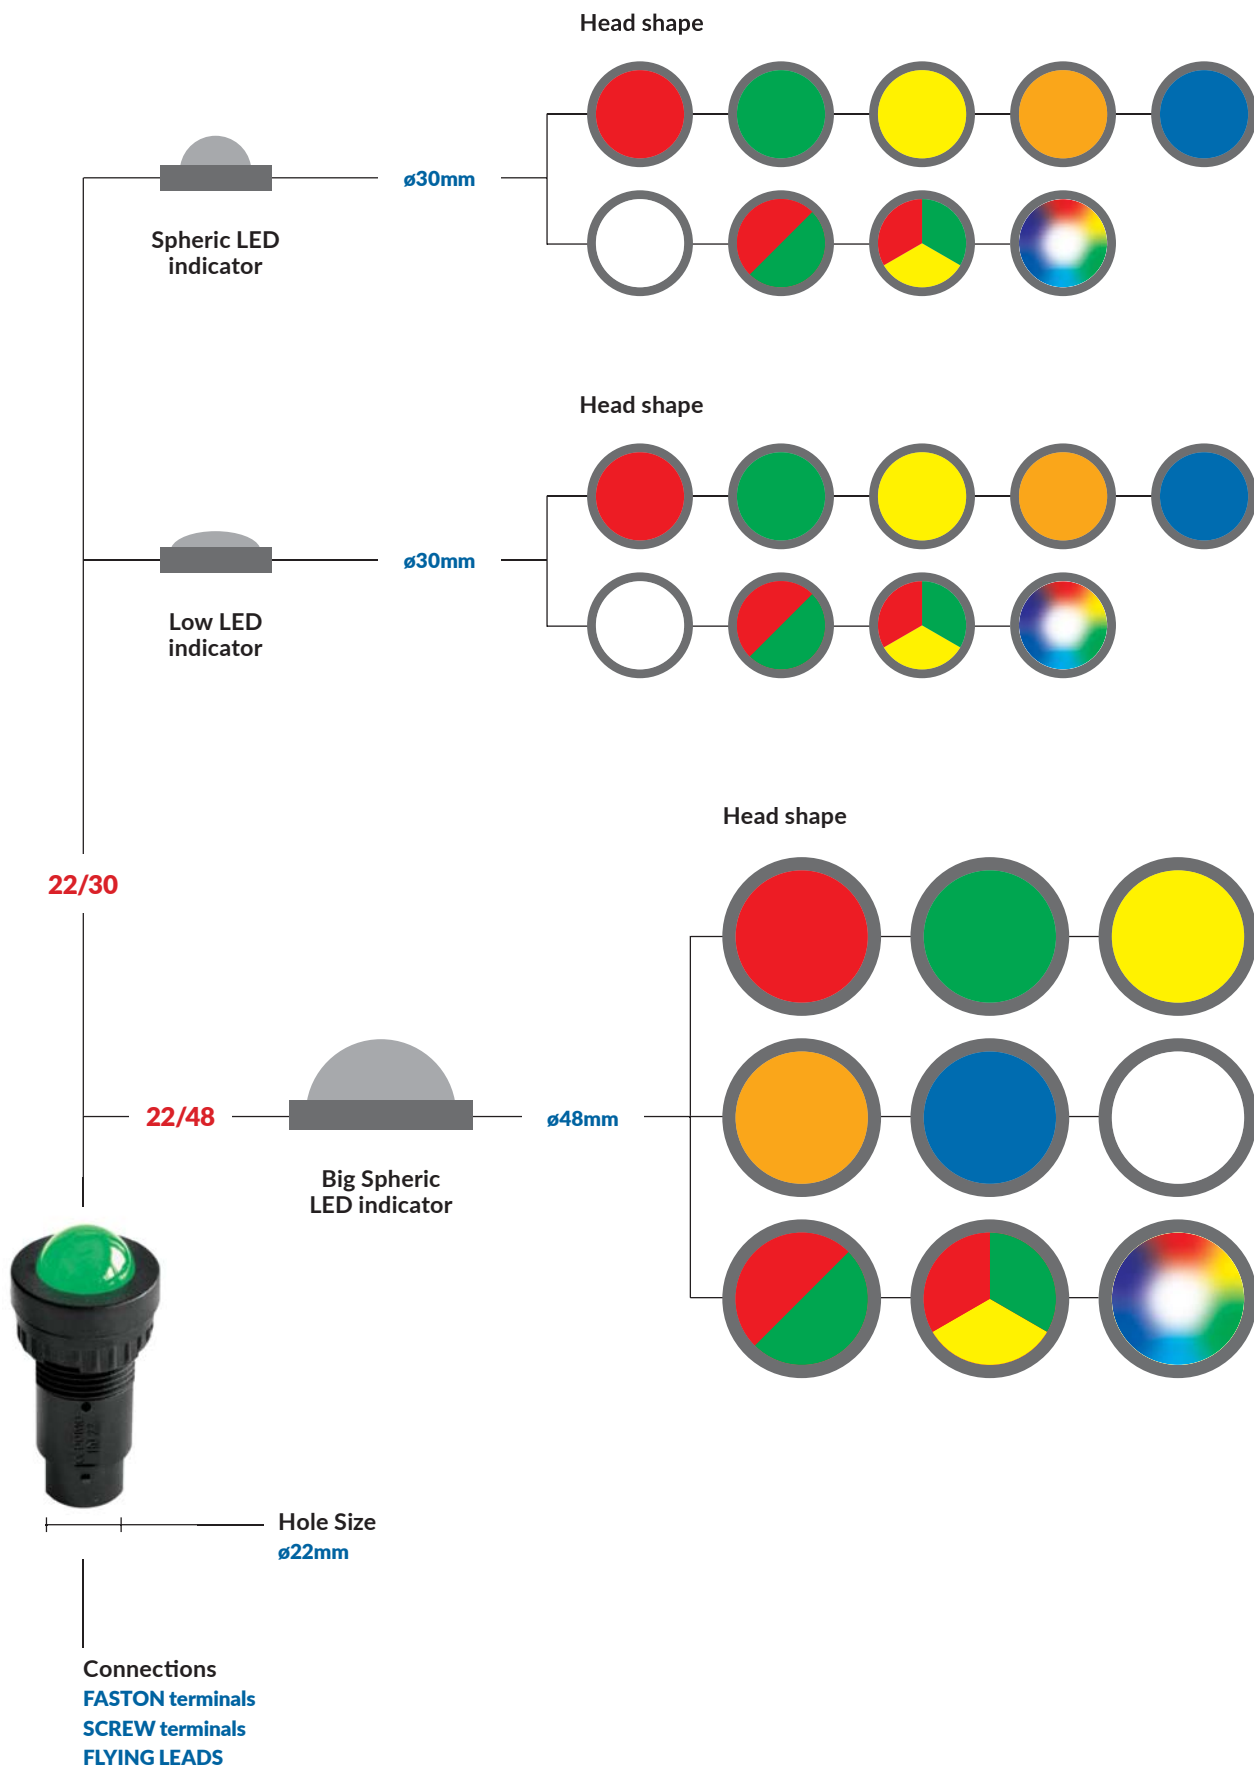 Head shape
ø30mm
Spheric LED
indicator
Head shape
ø30mm
Low LED
indicator
Head shape
22/30
22/48
ø48mm
Big Spheric
LED indicator
Hole Size
ø22mm
Connections
FASTON terminals
SCREW terminals
FLYING LEADS